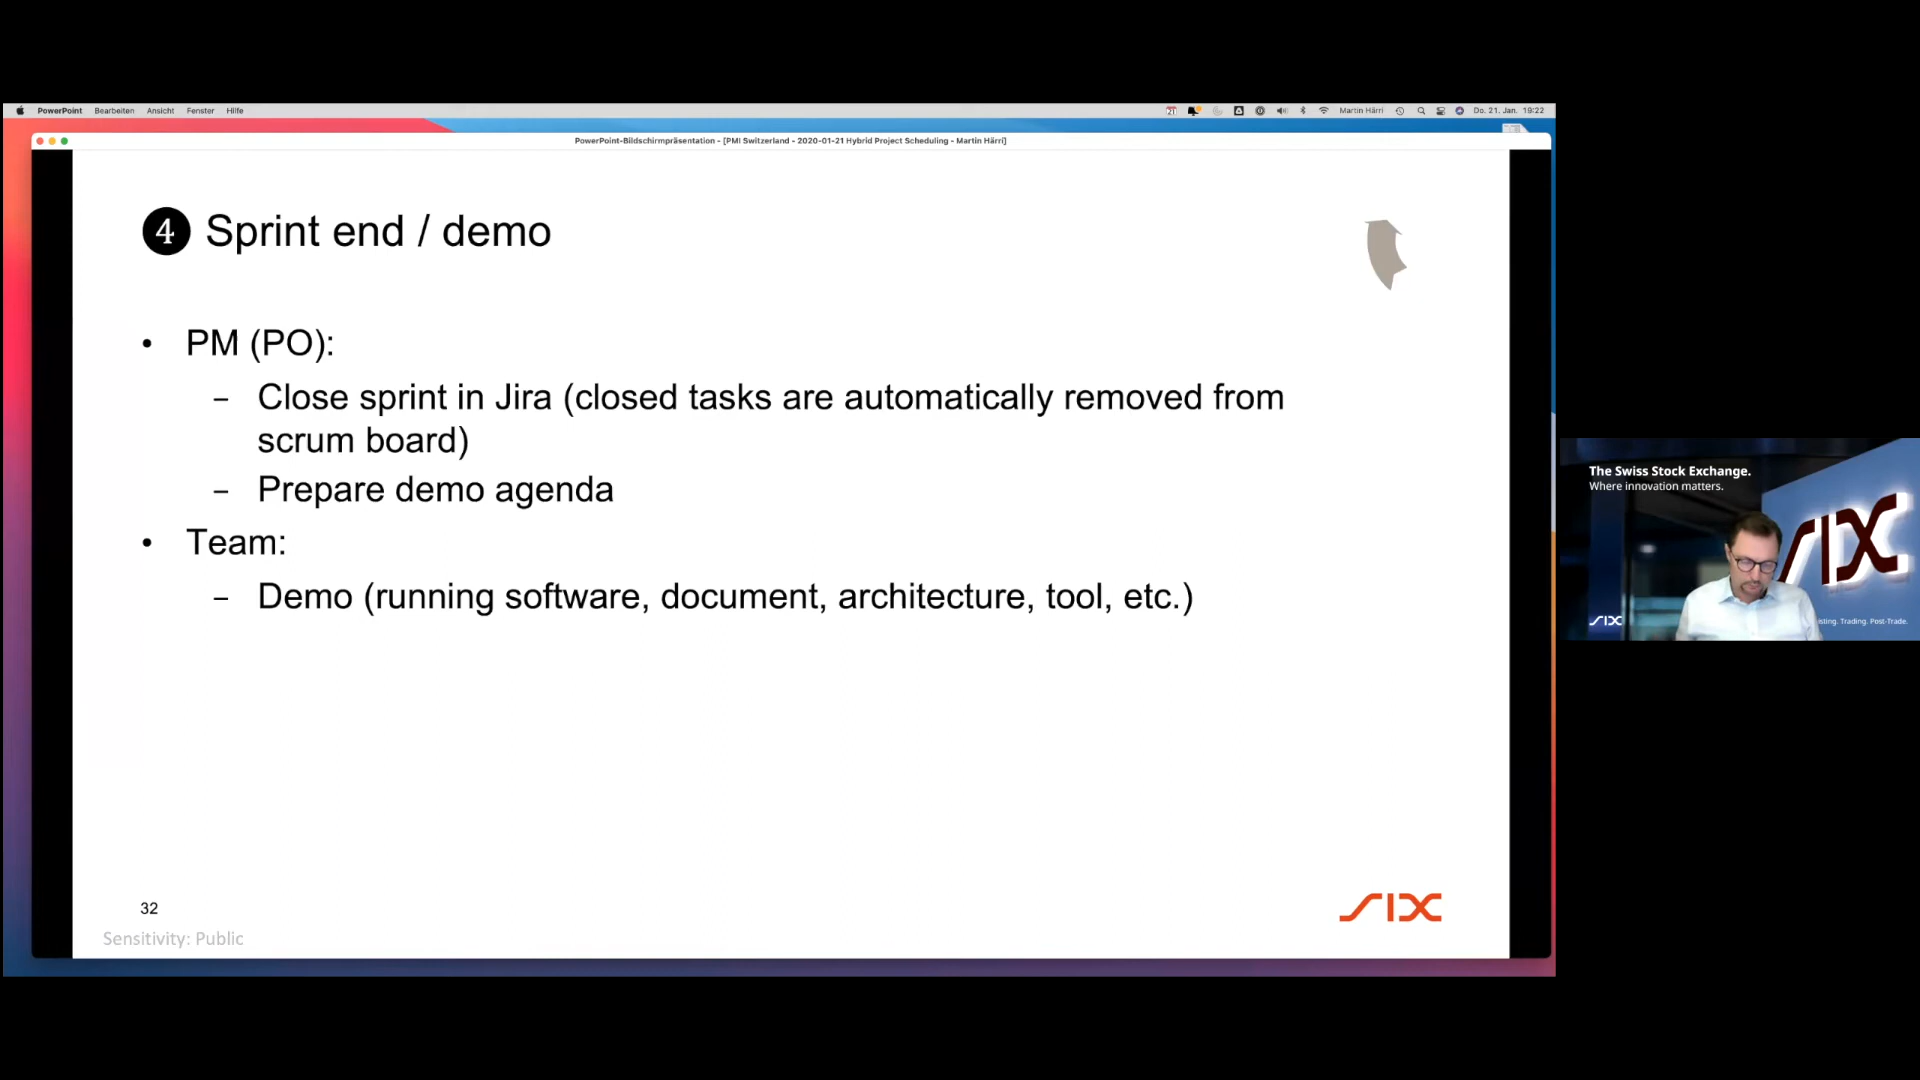 PowerPoint Bearbeiten Ansicht Fenster Hilfe
21 Martin Härri Do. 21. Jan. 19:22
PowerPoint-Bildschirmpräsentation - [PMI Switzerland - 2020-01-21 Hybrid Project Scheduling - Martin Härri]
4 Sprint end / demo
• PM (PO):
– Close sprint in Jira (closed tasks are automatically removed from
scrum board)
– Prepare demo agenda
• Team:
– Demo (running software, document, architecture, tool, etc.)
32
SIX
Sensitivity: Public
The Swiss Stock Exchange.
Where innovation matters.
SIX
SIX
isting. Trading. Post-Trade.